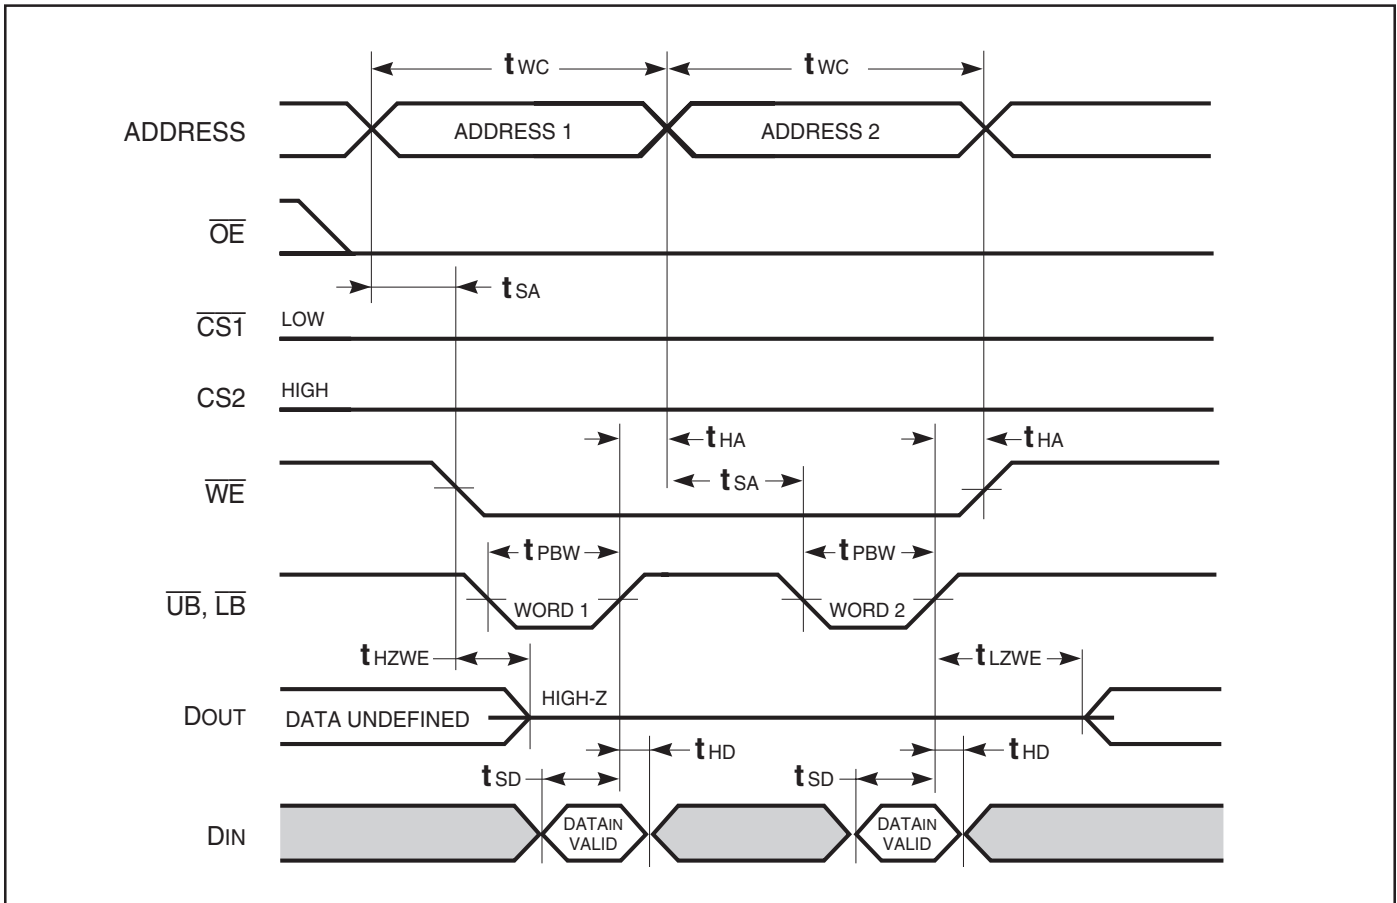 tWC tWC
ADDRESS ADDRESS 1 ADDRESS 2
OE
tSA
CS1 LOW
CS2 HIGH
tHA tHA
WE tSA
tPBW tPBW
UB, LB WORD 1 WORD 2
tHZWE tLZWE
DOUT DATA UNDEFINED HIGH-Z
tHD tHD
tSD tSD
DIN DATAIN VALID DATAIN VALID